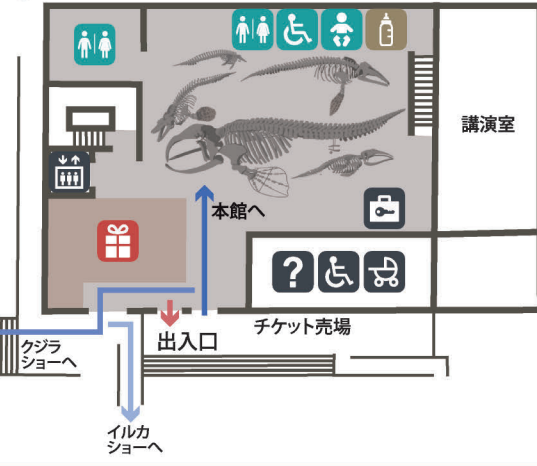 講演室
本館へ
?
チケット売場
出入口
クジラ
ショーへ
イルカ
ショーへ